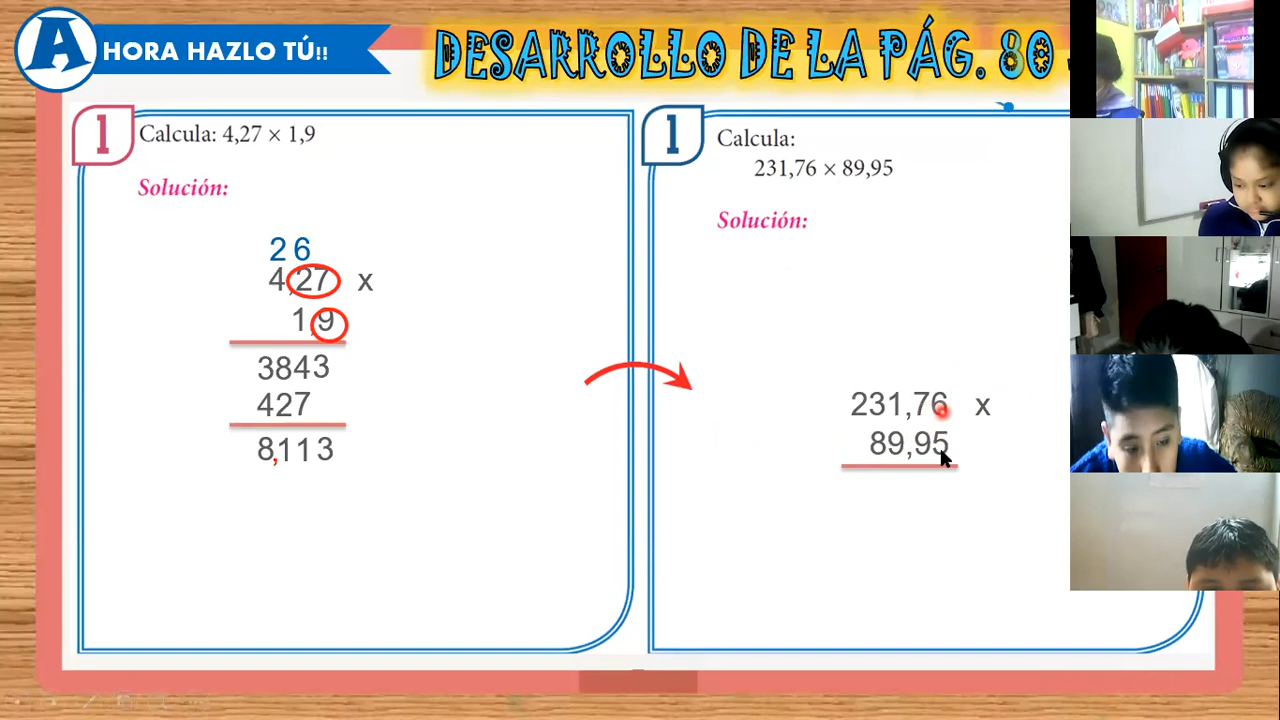 AHORA HAZLO TÚ!!
DESARROLLO DE LA PÁG. 80
1
Calcula: 4,27 × 1,9
Solución:
2 6
4,27 x
1,9
3843
427
8,113
1
Calcula:
231,76 × 89,95
Solución:
231,76 x
89,95